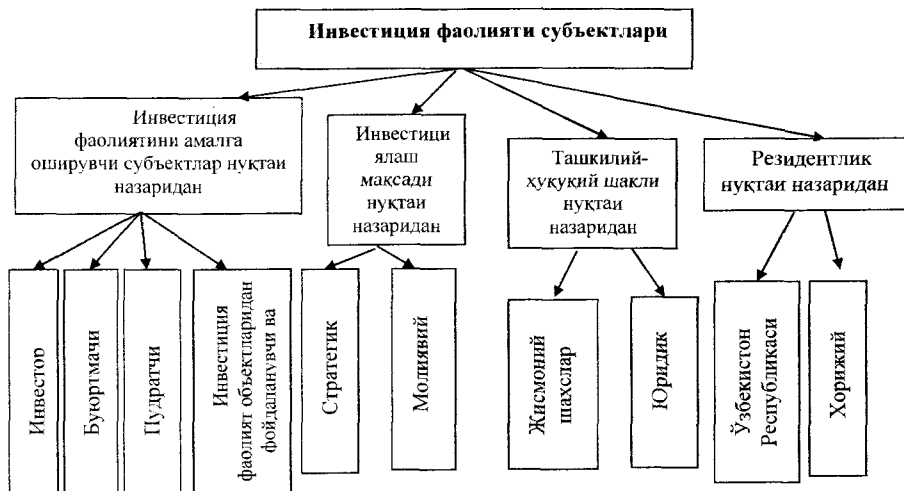 Инвестиция фаолияти субъектлари
Инвестиция
фаолиятини амалга
оширувчи субъектлар нуқтаи
назаридан
Инвестици
ялаш
мақсади
нуқтаи
назаридан
Ташкилий-
ҳуқуқий шакли
нуқтаи
назаридан
Резидентлик
нуқтаи назаридан
Инвестор
Буюртмачи
Пудратчи
Инвестиция
фаолият объектларидан
фойдаланувчи ва
Стратегик
Молиявий
Жисмоний
шахслар
Юридик
Ўзбекистон
Республикаси
Хорижий